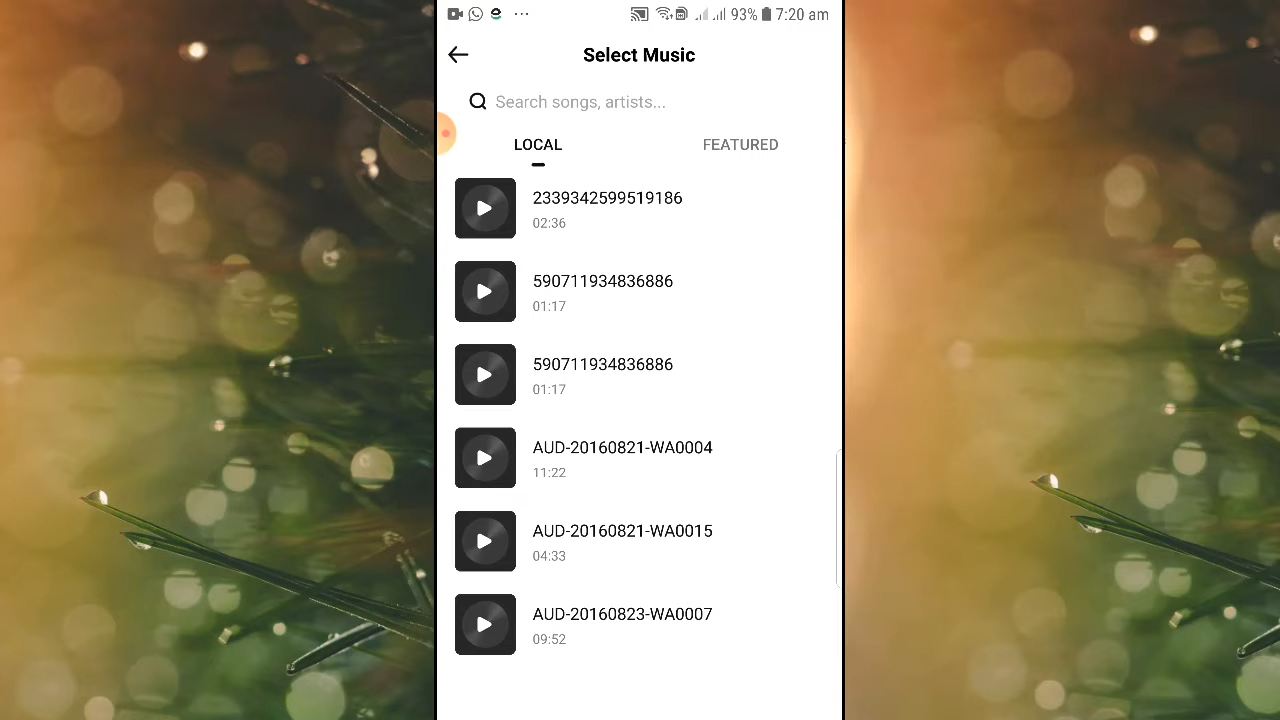 93% 7:20 am
Select Music
Search songs, artists...
LOCAL FEATURED
2339342599519186
02:36
590711934836886
01:17
590711934836886
01:17
AUD-20160821-WA0004
11:22
AUD-20160821-WA0015
04:33
AUD-20160823-WA0007
09:52